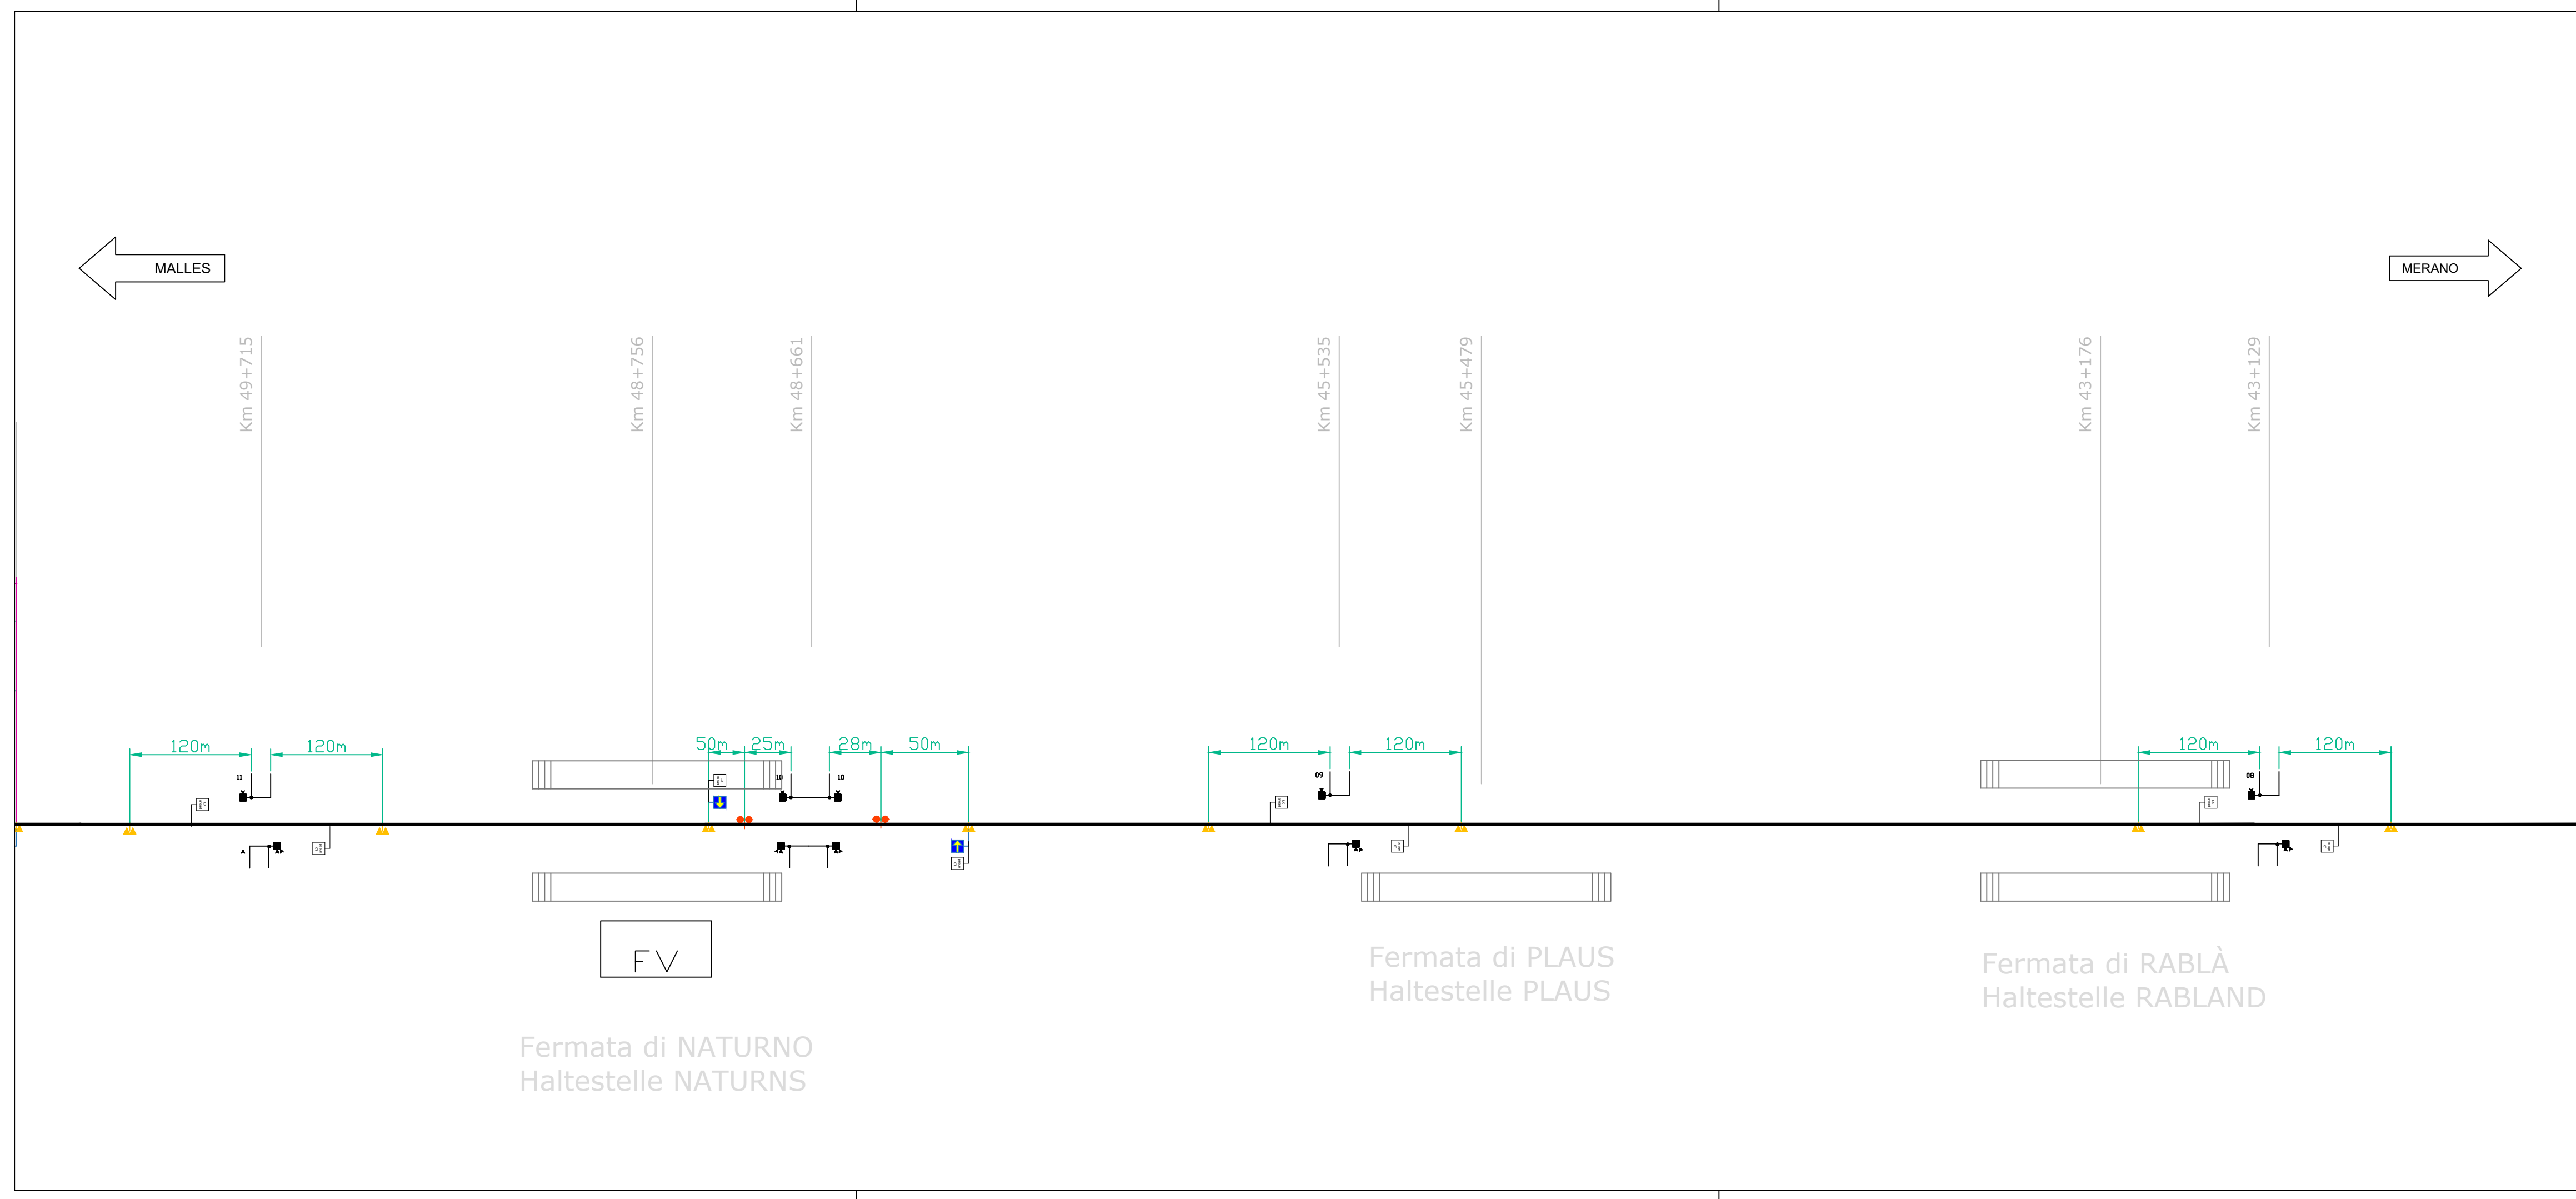 MALLES
MERANO
Km 49+715
Km 48+756
Km 48+661
Km 45+535
Km 45+479
Km 43+176
Km 43+129
120m
120m
50m
25m
28m
50m
120m
120m
120m
120m
11
10
10
09
08
FV
Fermata di PLAUS
Haltestelle PLAUS
Fermata di RABLÀ
Haltestelle RABLAND
Fermata di NATURNO
Haltestelle NATURNS